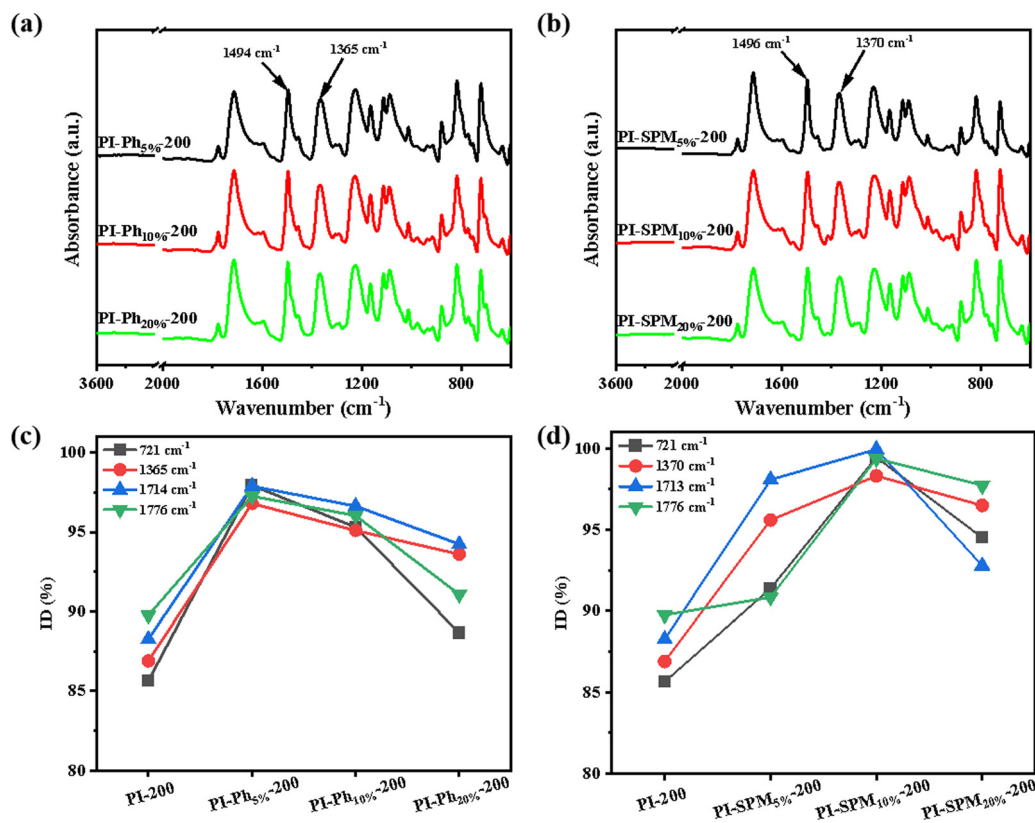 (a)
1494 cm⁻¹
1365 cm⁻¹
PI-Ph5%-200
PI-Ph10%-200
PI-Ph20%-200
Absorbance (a.u.)
3600 2000 1600 1200 800
Wavenumber (cm⁻¹)
(b)
1496 cm⁻¹
1370 cm⁻¹
PI-SPM5%-200
PI-SPM10%-200
PI-SPM20%-200
Absorbance (a.u.)
3600 2000 1600 1200 800
Wavenumber (cm⁻¹)
(c)
721 cm⁻¹
1365 cm⁻¹
1714 cm⁻¹
1776 cm⁻¹
100
95
90
85
80
ID (%)
PI-200 PI-Ph5%-200 PI-Ph10%-200 PI-Ph20%-200
(d)
721 cm⁻¹
1370 cm⁻¹
1713 cm⁻¹
1776 cm⁻¹
100
95
90
85
80
ID (%)
PI-200 PI-SPM5%-200 PI-SPM10%-200 PI-SPM20%-200